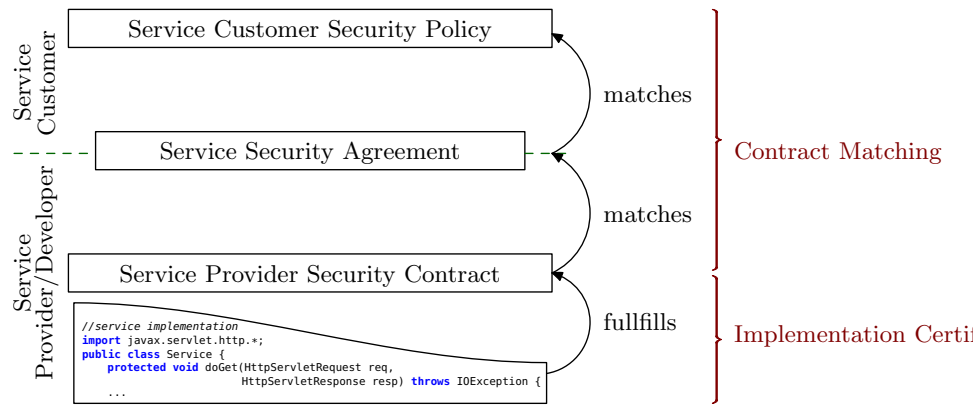 Service Customer Security Policy
Service
Customer
matches
Service Security Agreement
Contract Matching
matches
Service
Provider/Developer
Service Provider Security Contract
fullfills
Implementation Certif
//service implementation
import javax.servlet.http.*;
public class Service {
protected void doGet(HttpServletRequest req,
HttpServletResponse resp) throws IOException {
...